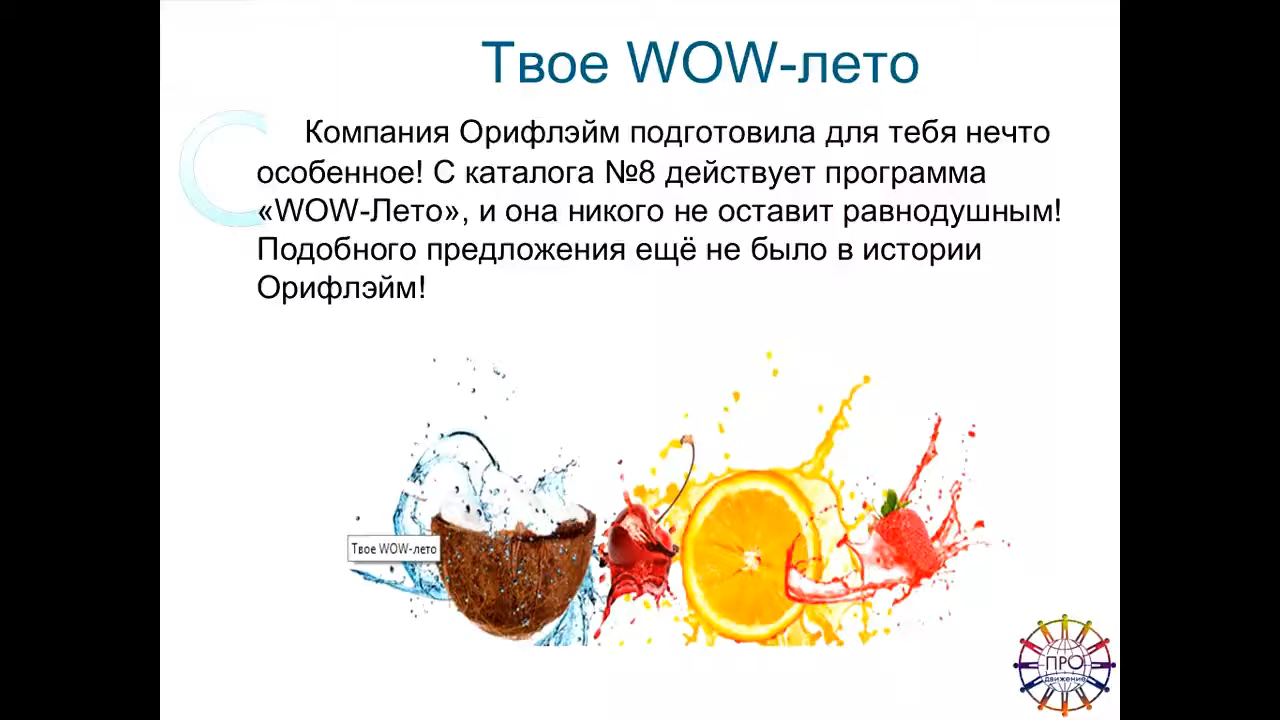 Твое WOW-лето
Компания Орифлэйм подготовила для тебя нечто
особенное! С каталога №8 действует программа
«WOW-Лето», и она никого не оставит равнодушным!
Подобного предложения ещё не было в истории
Орифлэйм!
Твое WOW-лето
ПРО
движение